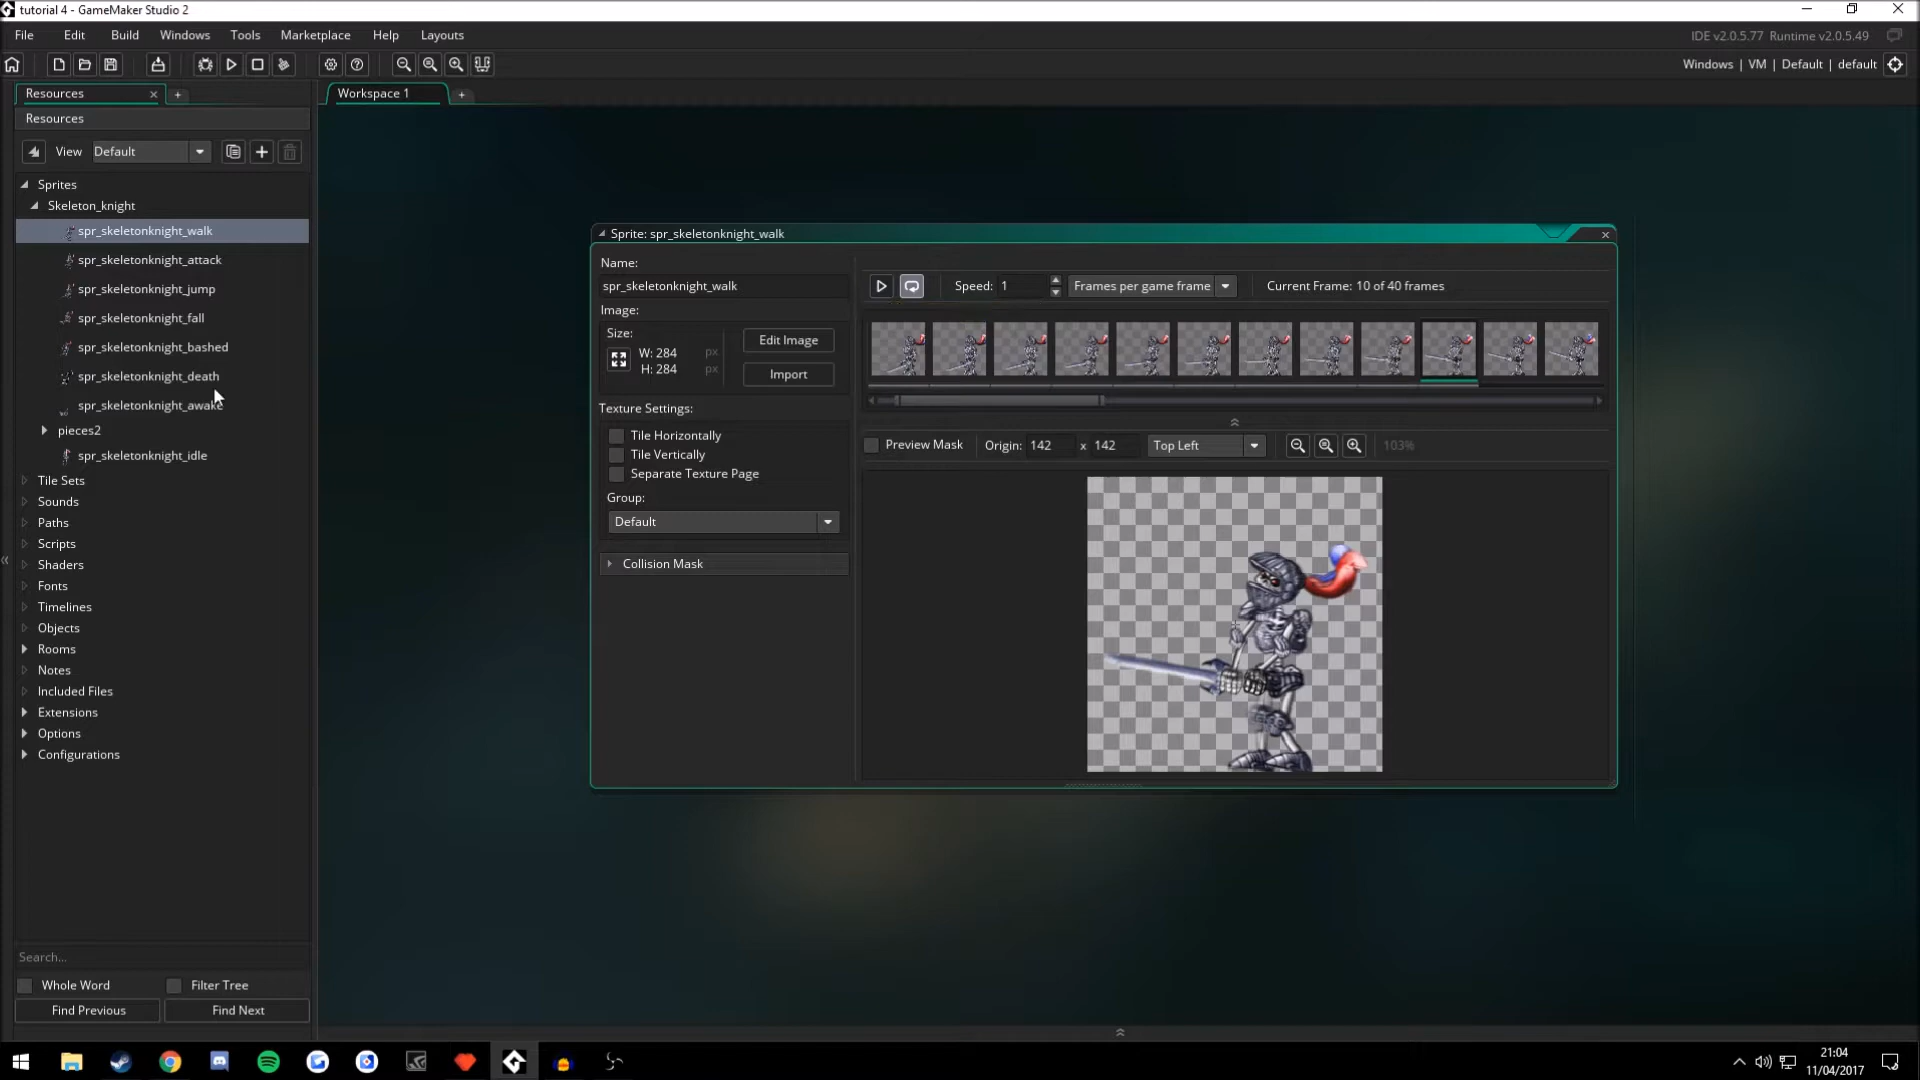 tutorial 4 - GameMaker Studio 2
File Edit Build Windows Tools Marketplace Help Layouts
IDE v2.0.5.77 Runtime v2.0.5.49
Windows | VM | Default | default
Resources
Workspace 1
Resources
View Default
Sprites
Skeleton_knight
spr_skeletonknight_walk
spr_skeletonknight_attack
spr_skeletonknight_jump
spr_skeletonknight_fall
spr_skeletonknight_bashed
spr_skeletonknight_death
spr_skeletonknight_awake
pieces2
spr_skeletonknight_idle
Tile Sets
Sounds
Paths
Scripts
Shaders
Fonts
Timelines
Objects
Rooms
Notes
Included Files
Extensions
Options
Configurations
Search...
Whole Word Filter Tree
Find Previous Find Next
Sprite: spr_skeletonknight_walk
Name:
spr_skeletonknight_walk
Image:
Size:
W: 284 px
H: 284 px
Edit Image
Import
Texture Settings:
Tile Horizontally
Tile Vertically
Separate Texture Page
Group:
Default
Collision Mask
Speed: 1 Frames per game frame Current Frame: 10 of 40 frames
Preview Mask Origin: 142 x 142 Top Left 103%
21:04
11/04/2017